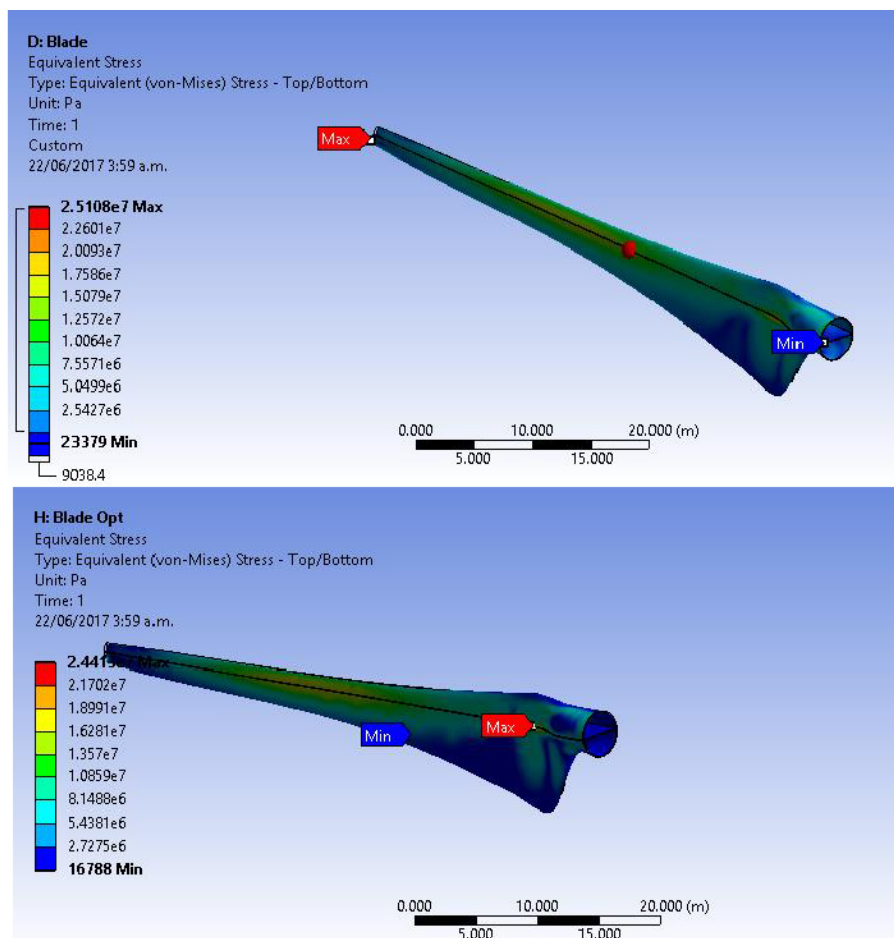 D: Blade
Equivalent Stress
Type: Equivalent (von-Mises) Stress - Top/Bottom
Unit: Pa
Time: 1
Custom
22/06/2017 3:59 a.m.
2.5108e7 Max
2.2601e7
2.0093e7
1.7586e7
1.5079e7
1.2572e7
1.0064e7
7.5571e6
5.0499e6
2.5427e6
23379 Min
9038.4
Max
Min
0.000 10.000 20.000 (m)
5.000 15.000
H: Blade Opt
Equivalent Stress
Type: Equivalent (von-Mises) Stress - Top/Bottom
Unit: Pa
Time: 1
22/06/2017 3:59 a.m.
Max
2.1702e7
1.8991e7
1.6281e7
1.357e7
1.0859e7
8.1488e6
5.4381e6
2.7275e6
16788 Min
Min
Max
0.000 10.000 20.000 (m)
5.000 15.000